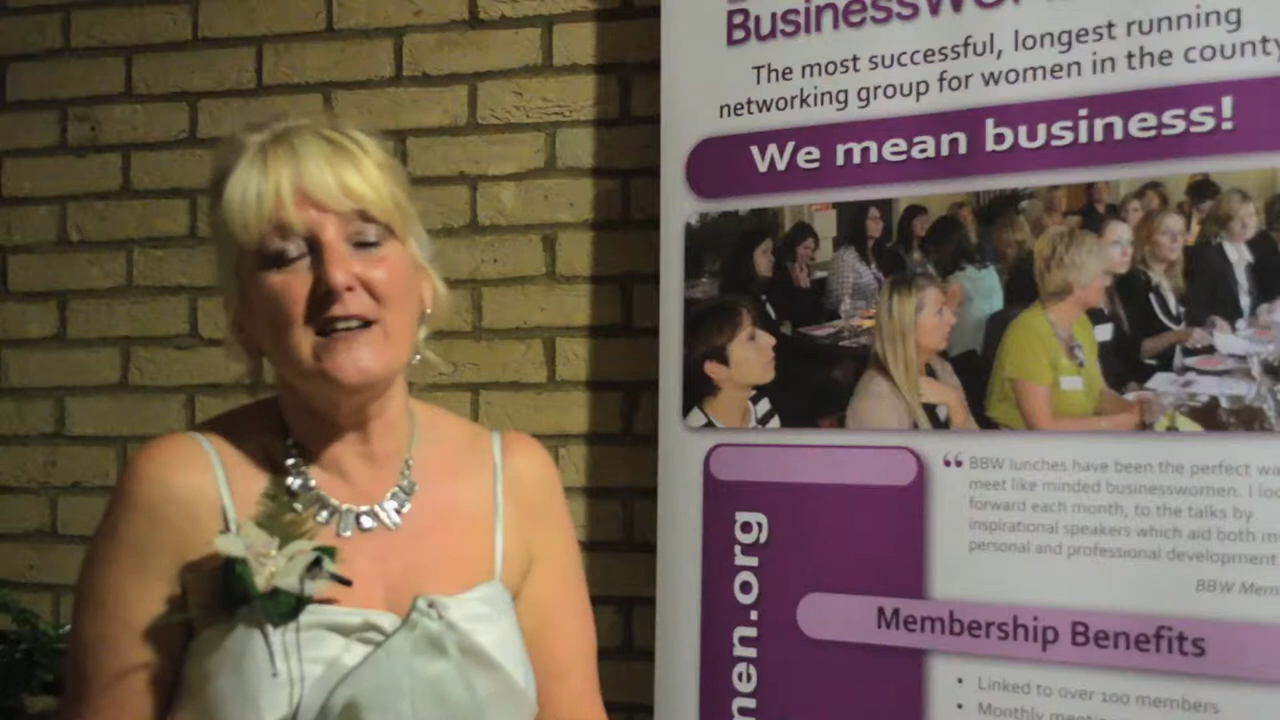 Business
The most successful, longest running
networking group for women in the county
We mean business!
BBW lunches have been the perfect
meet like minded businesswomen. I
forward each month, to the talks by
inspirational speakers which aid both
personal and professional development.
BBW
men.org
Membership Benefits
• Linked to over 100 members
• Monthly